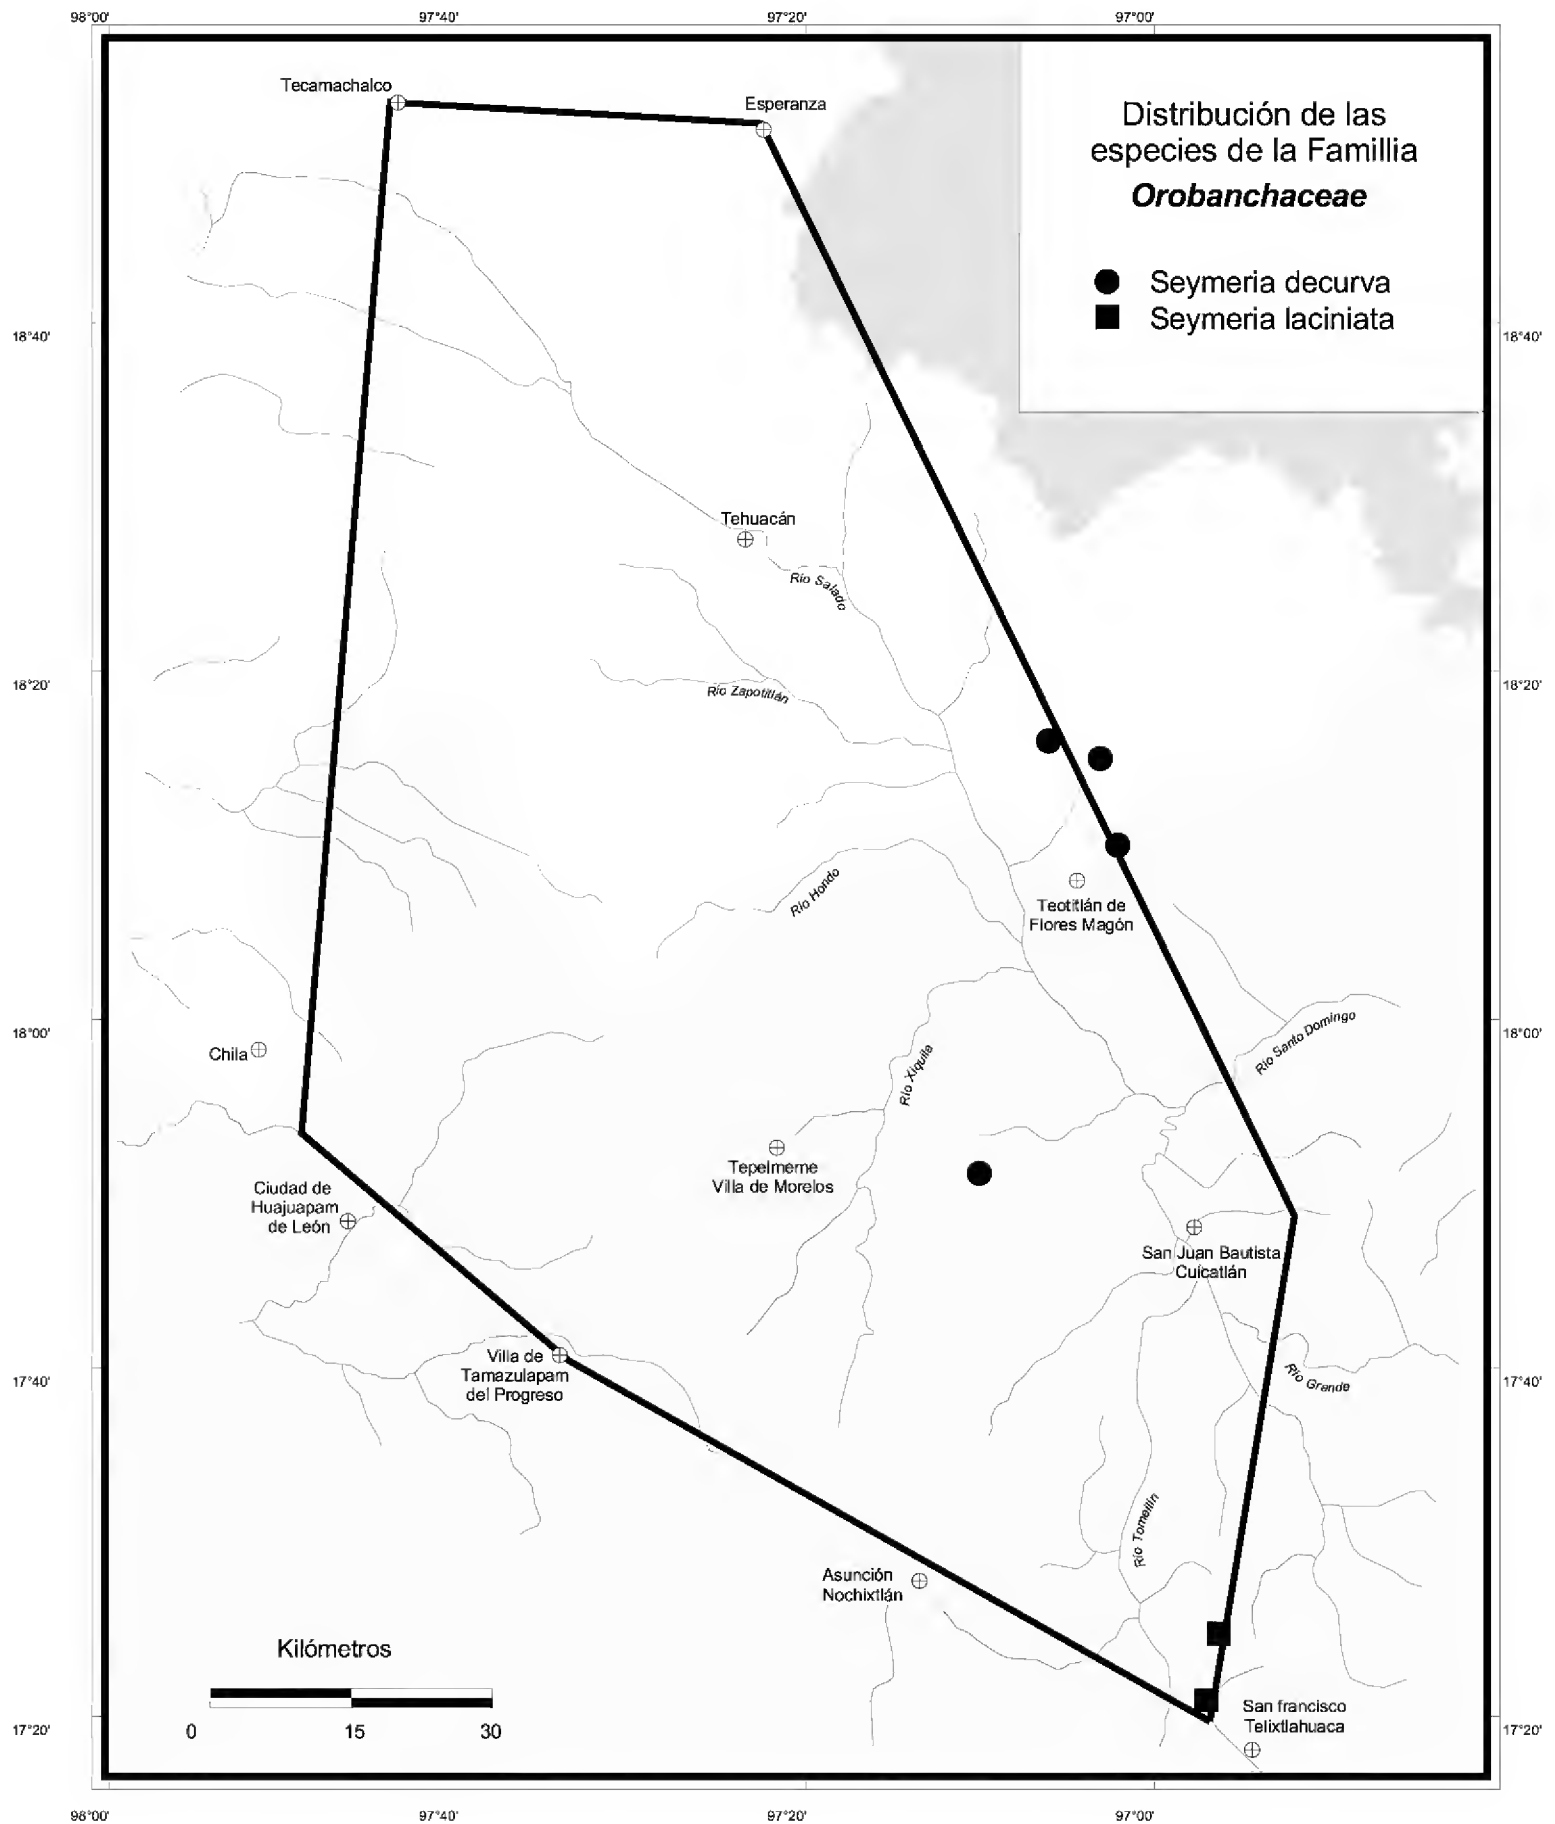 98°00'
97°40'
97°20'
97°00'
Tecamachalco
Esperanza
Distribución de las
especies de la Famillia
Orobanchaceae
Seymeria decurva
Seymeria laciniata
18°40'
18°40'
Tehuacán
Río Salado
18°20'
18°20'
Río Zapotitlán
Río Hondo
Teotitlán de
Flores Magón
18°00'
18°00'
Chila
Río Santo Domingo
Río Xiquila
Tepelmeme
Villa de Morelos
Ciudad de
Huajuapam
de León
San Juan Bautista
Cuicatlán
Villa de
Tamazulapam
del Progreso
17°40'
17°40'
Río Grande
Río Tomellín
Asunción
Nochixtlán
Kilómetros
0 15 30
San francisco
Telixtlahuaca
17°20'
17°20'
98°00'
97°40'
97°20'
97°00'